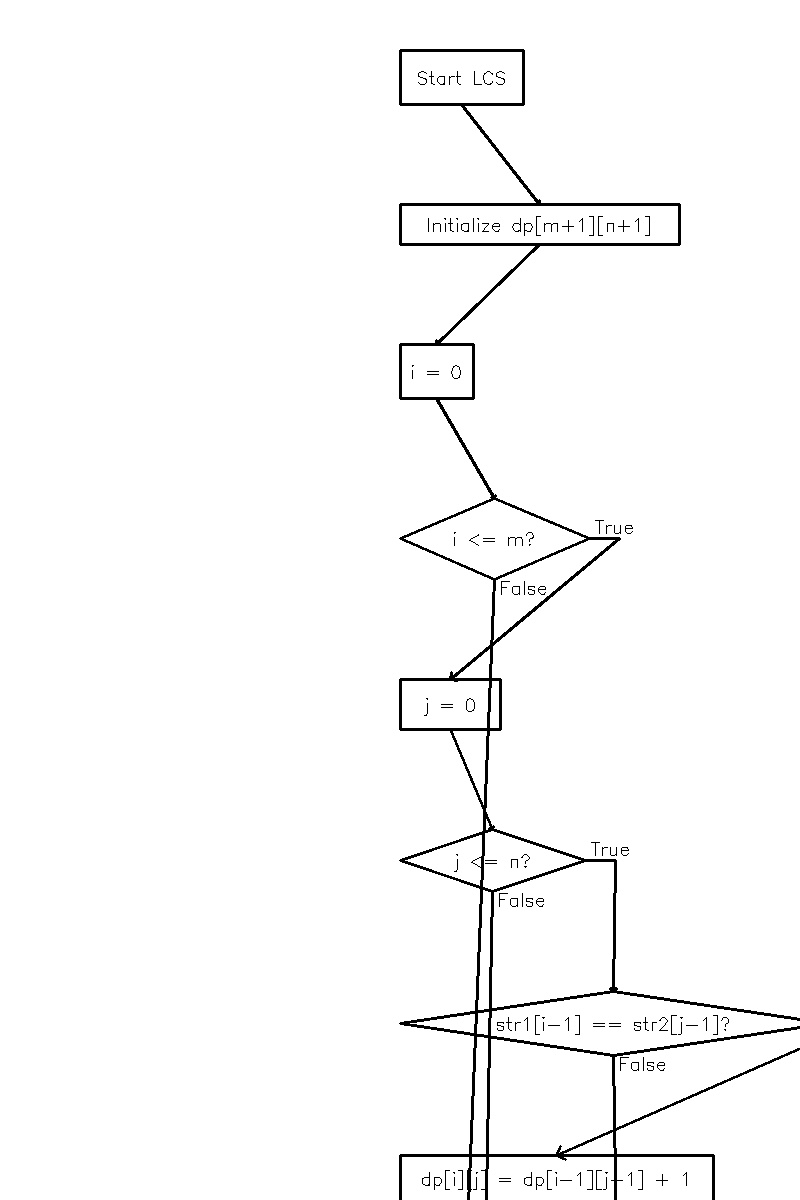 Start LCS
Initialize dp[m+1][n+1]
i = 0
i <= m?
True
False
j = 0
j <= n?
True
False
str1[i-1] == str2[j-1]?
False
dp[i][j] = dp[i-1][j-1] + 1